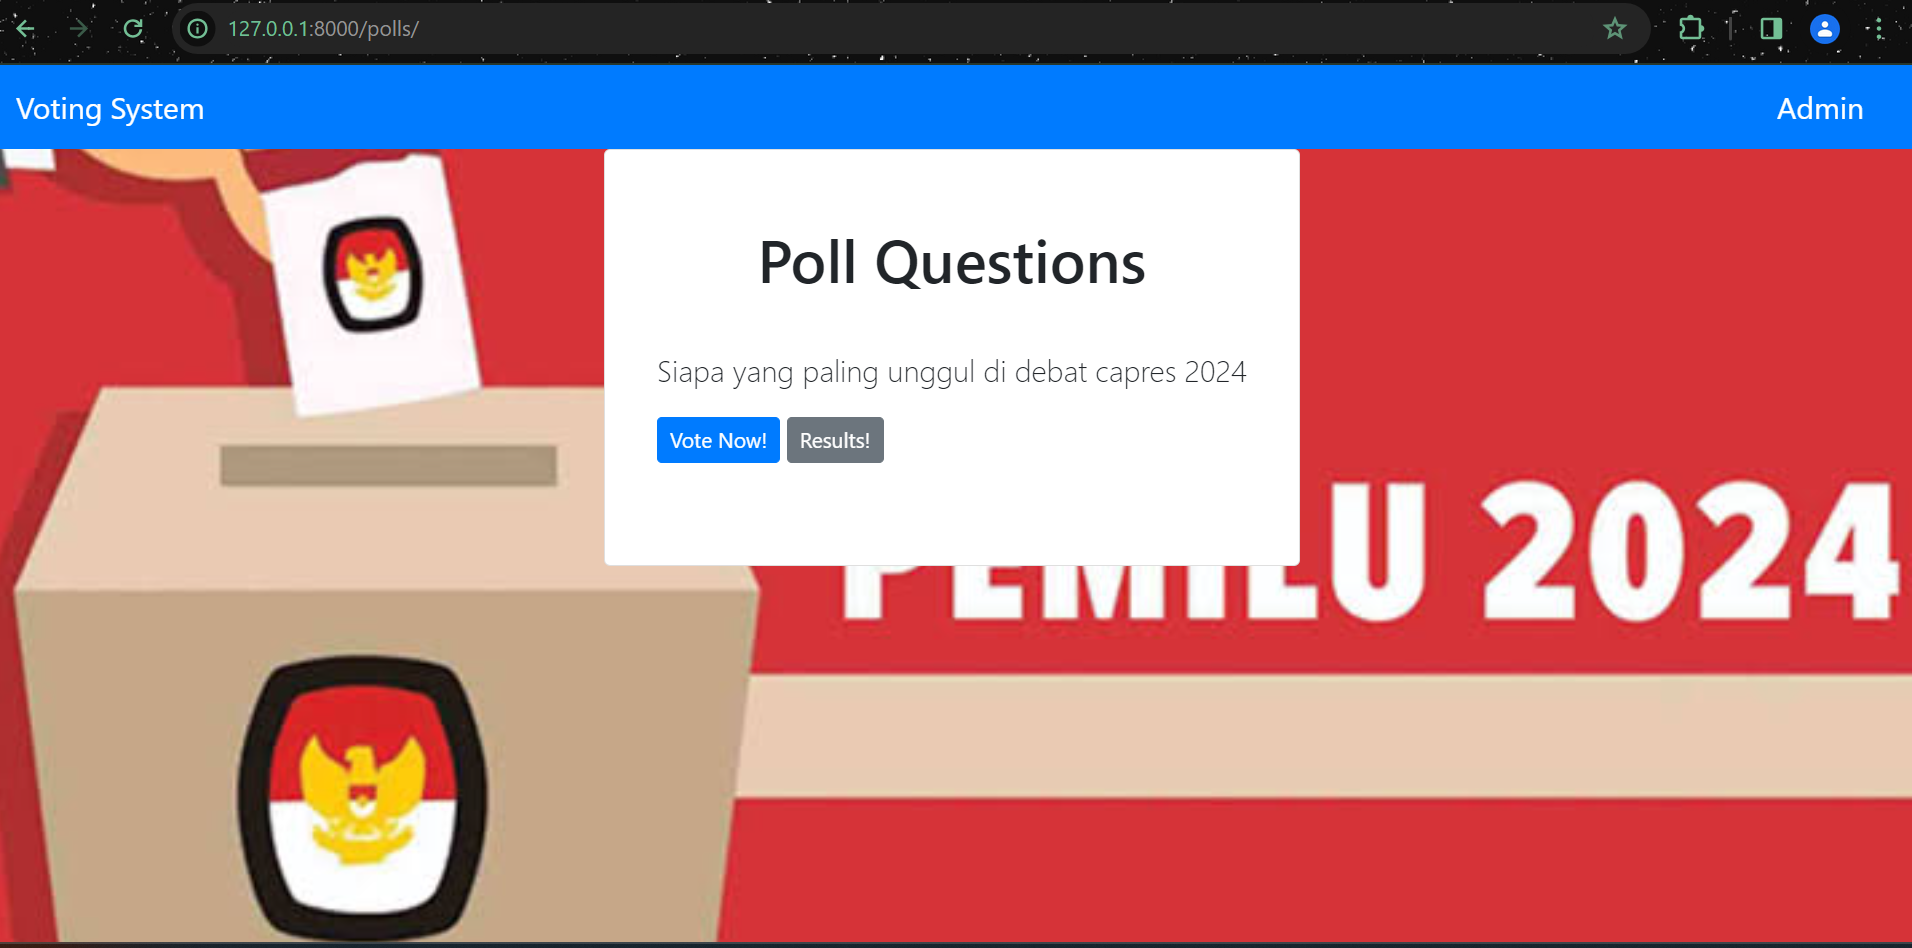 127.0.0.1:8000/polls/
Voting System
Admin
Poll Questions
Siapa yang paling unggul di debat capres 2024
Vote Now!
Results!
PEMILU 2024